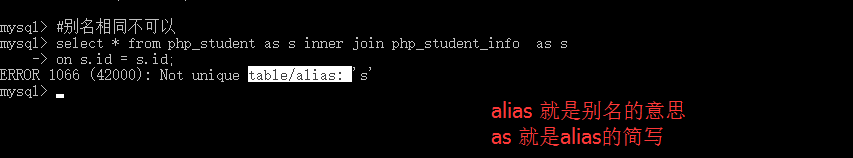 mysql> #别名相同不可以
mysql> select * from php_student as s inner join php_student_info  as s
    -> on s.id = s.id;
ERROR 1066 (42000): Not unique table/alias: 's'
mysql>
alias 就是别名的意思
as 就是alias的简写